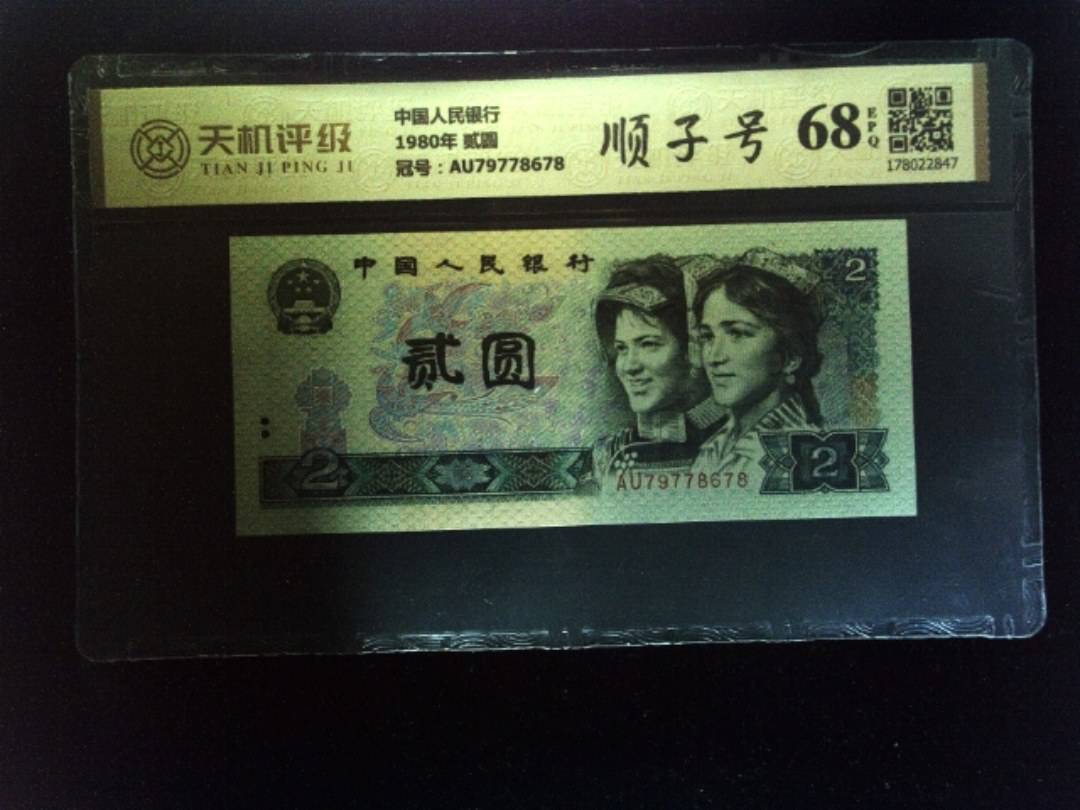 天机评级
TIAN JI PING JI
中国人民银行
1980年 贰圆
冠号：AU79778678
顺子号
68
EPQ
178022847
中国人民银行
2
贰圆
2
AU79778678
2